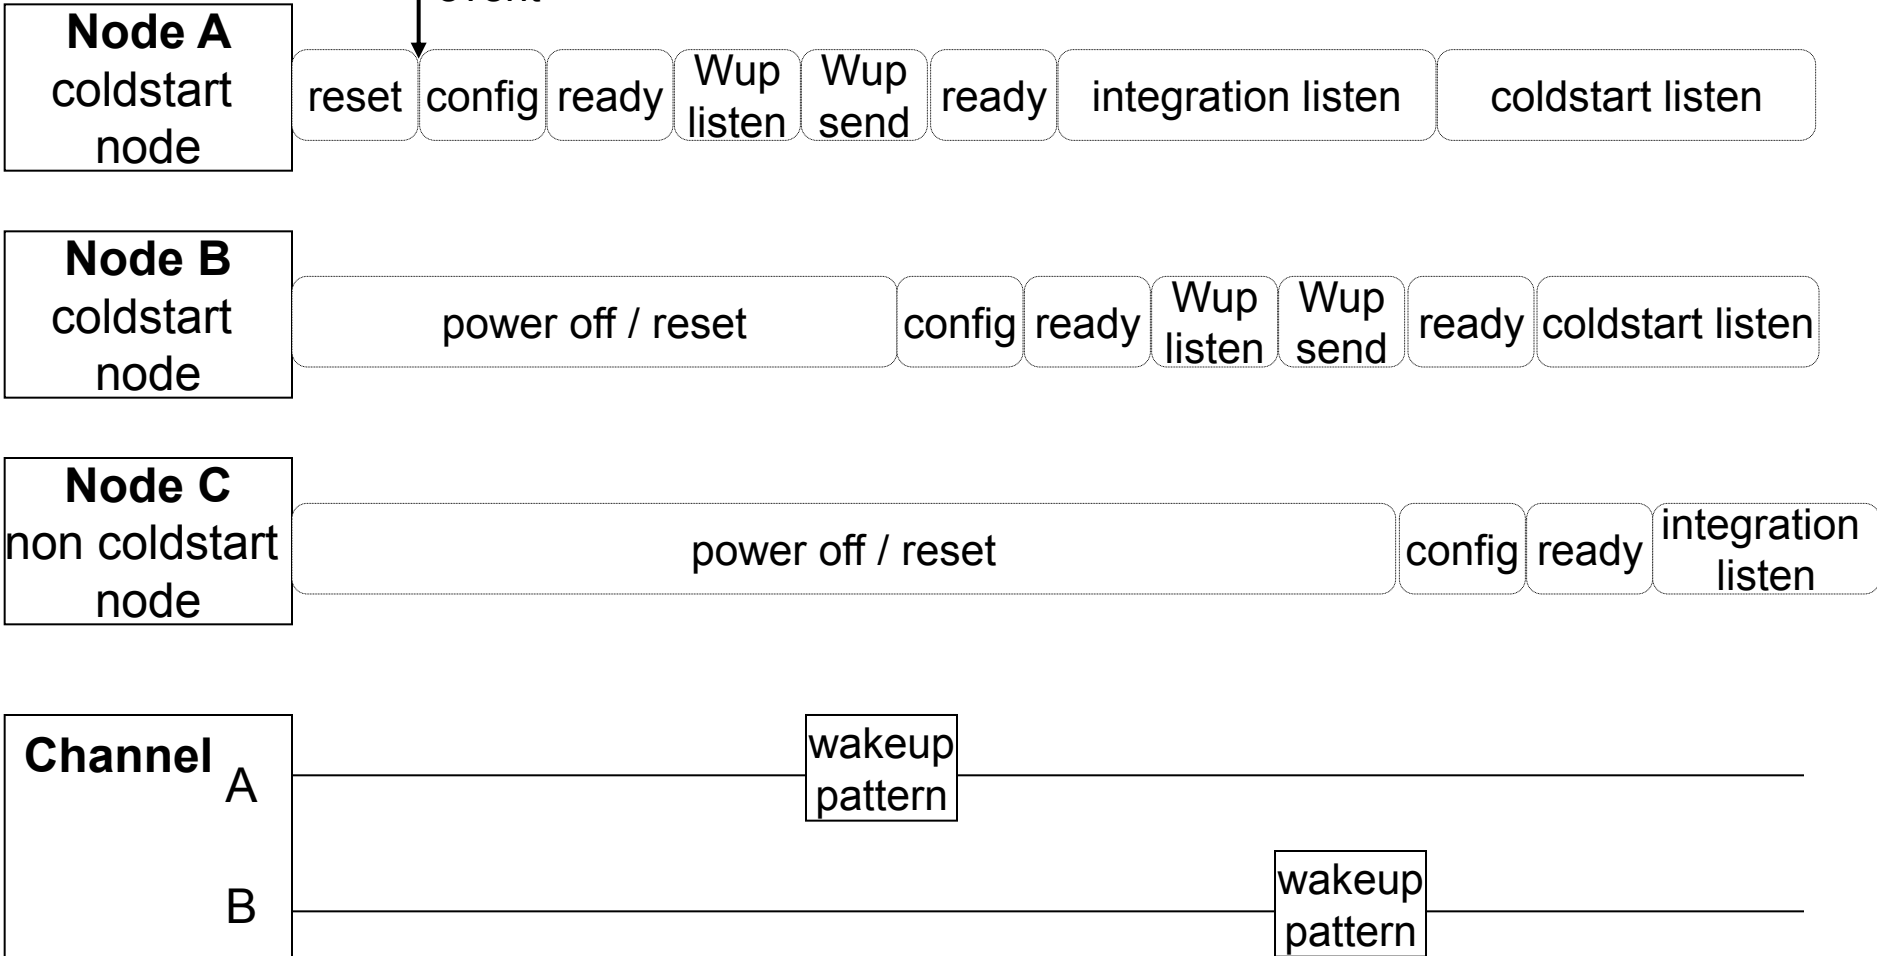 Node A
coldstart
node
reset
config
ready
Wup
listen
Wup
send
ready
integration listen
coldstart listen
Node B
coldstart
node
power off / reset
config
ready
Wup
listen
Wup
send
ready
coldstart listen
Node C
non coldstart
node
power off / reset
config
ready
integration
listen
Channel
A
wakeup
pattern
B
wakeup
pattern